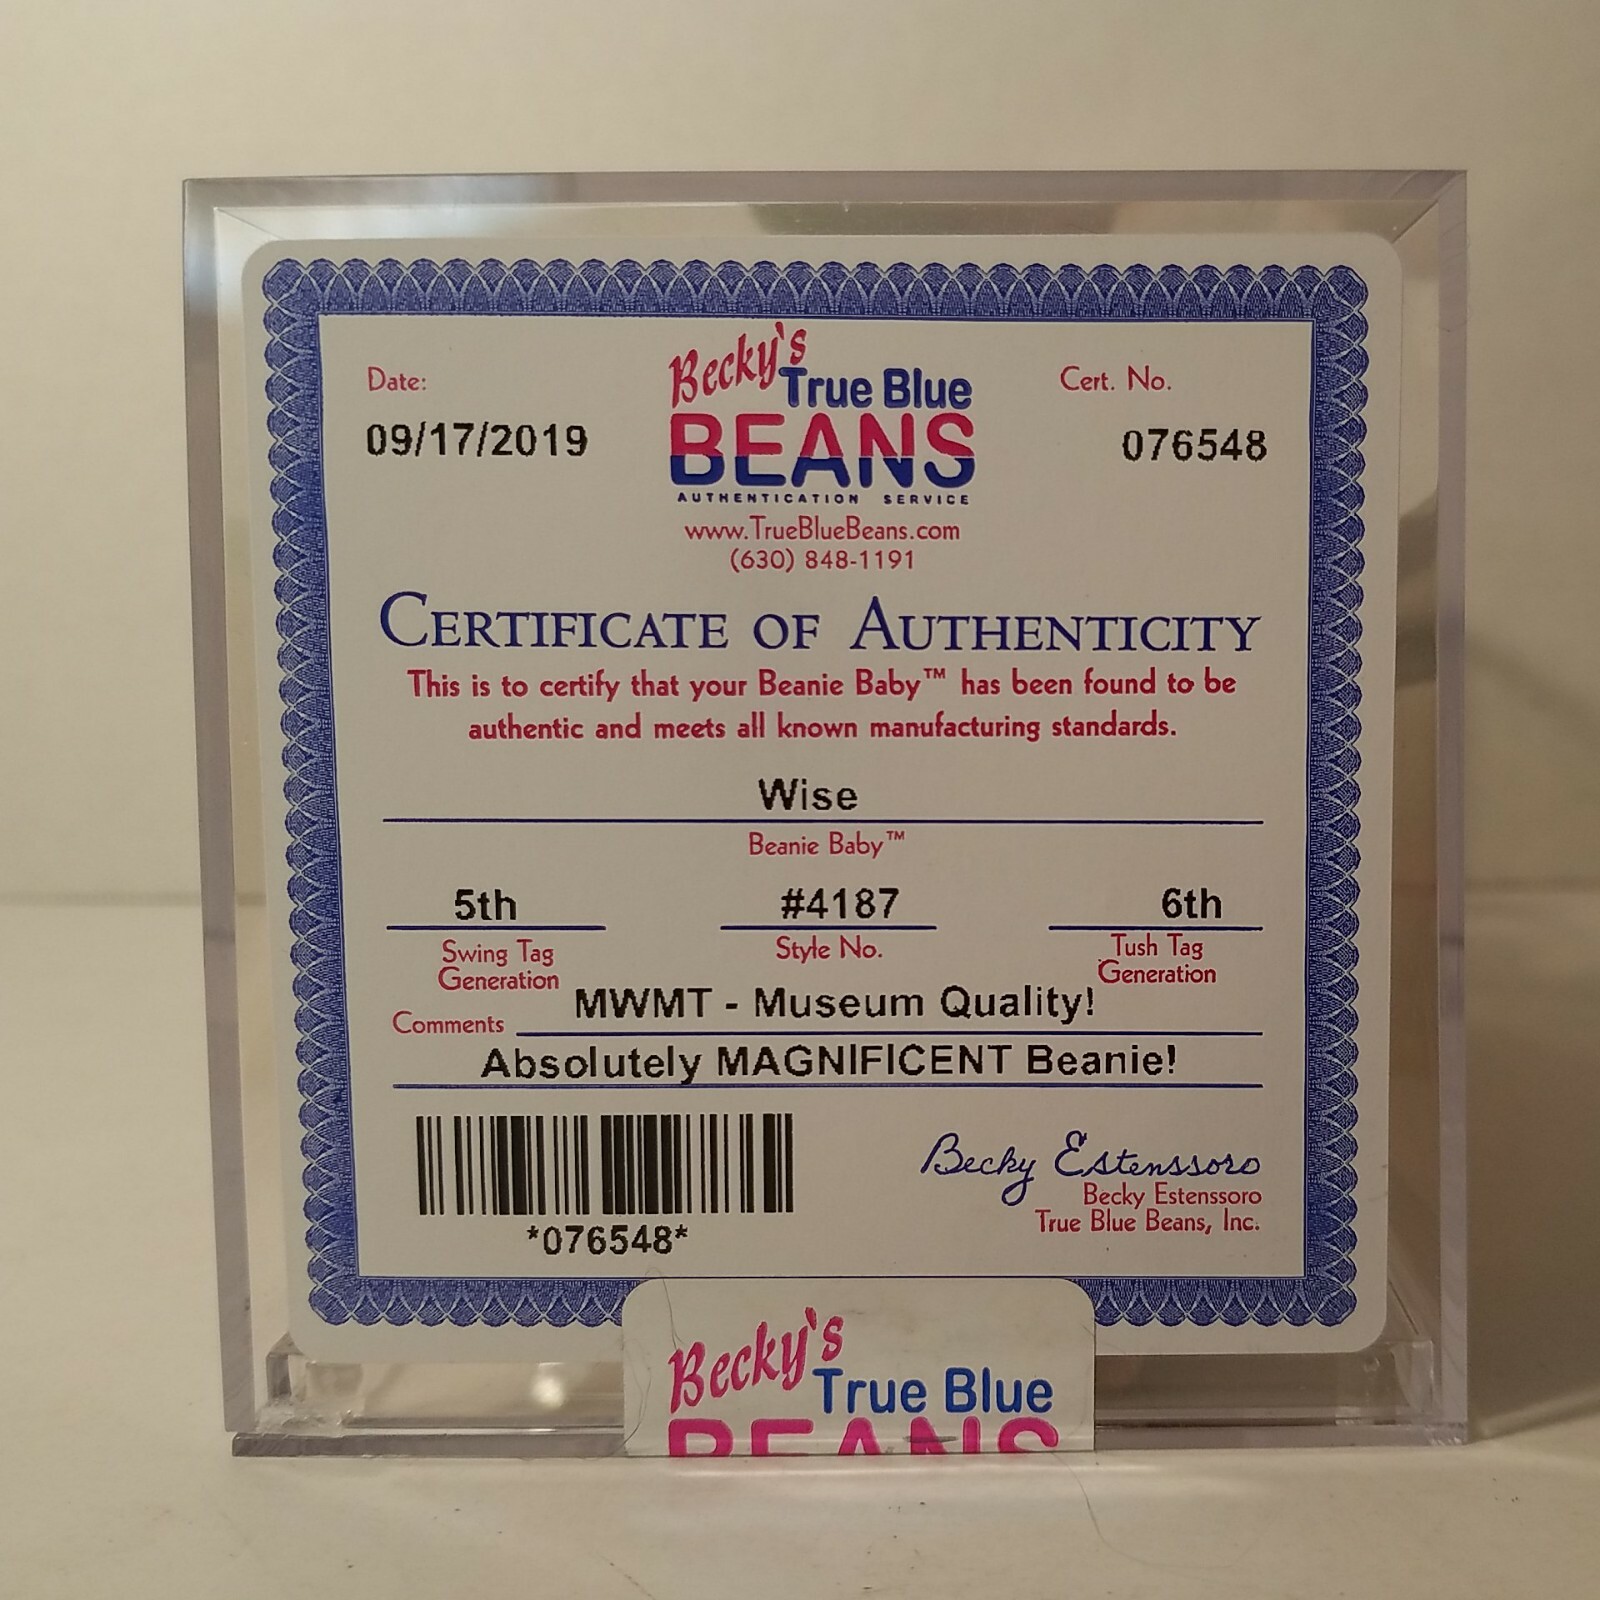 Date:
09/17/2019
Becky's
True Blue
BEANS
AUTHENTICATION SERVICE
www.TrueBlueBeans.com
(630) 848-1191
Cert. No.
076548
CERTIFICATE OF AUTHENTICITY
This is to certify that your Beanie Baby™ has been found to be
authentic and meets all known manufacturing standards.
Wise
Beanie Baby™
5th
Swing Tag
Generation
#4187
Style No.
6th
Tush Tag
Generation
Comments MWMT - Museum Quality!
Absolutely MAGNIFICENT Beanie!
*076548*
Becky Estenssoro
Becky Estenssoro
True Blue Beans, Inc.
Becky's
True Blue
BEANS